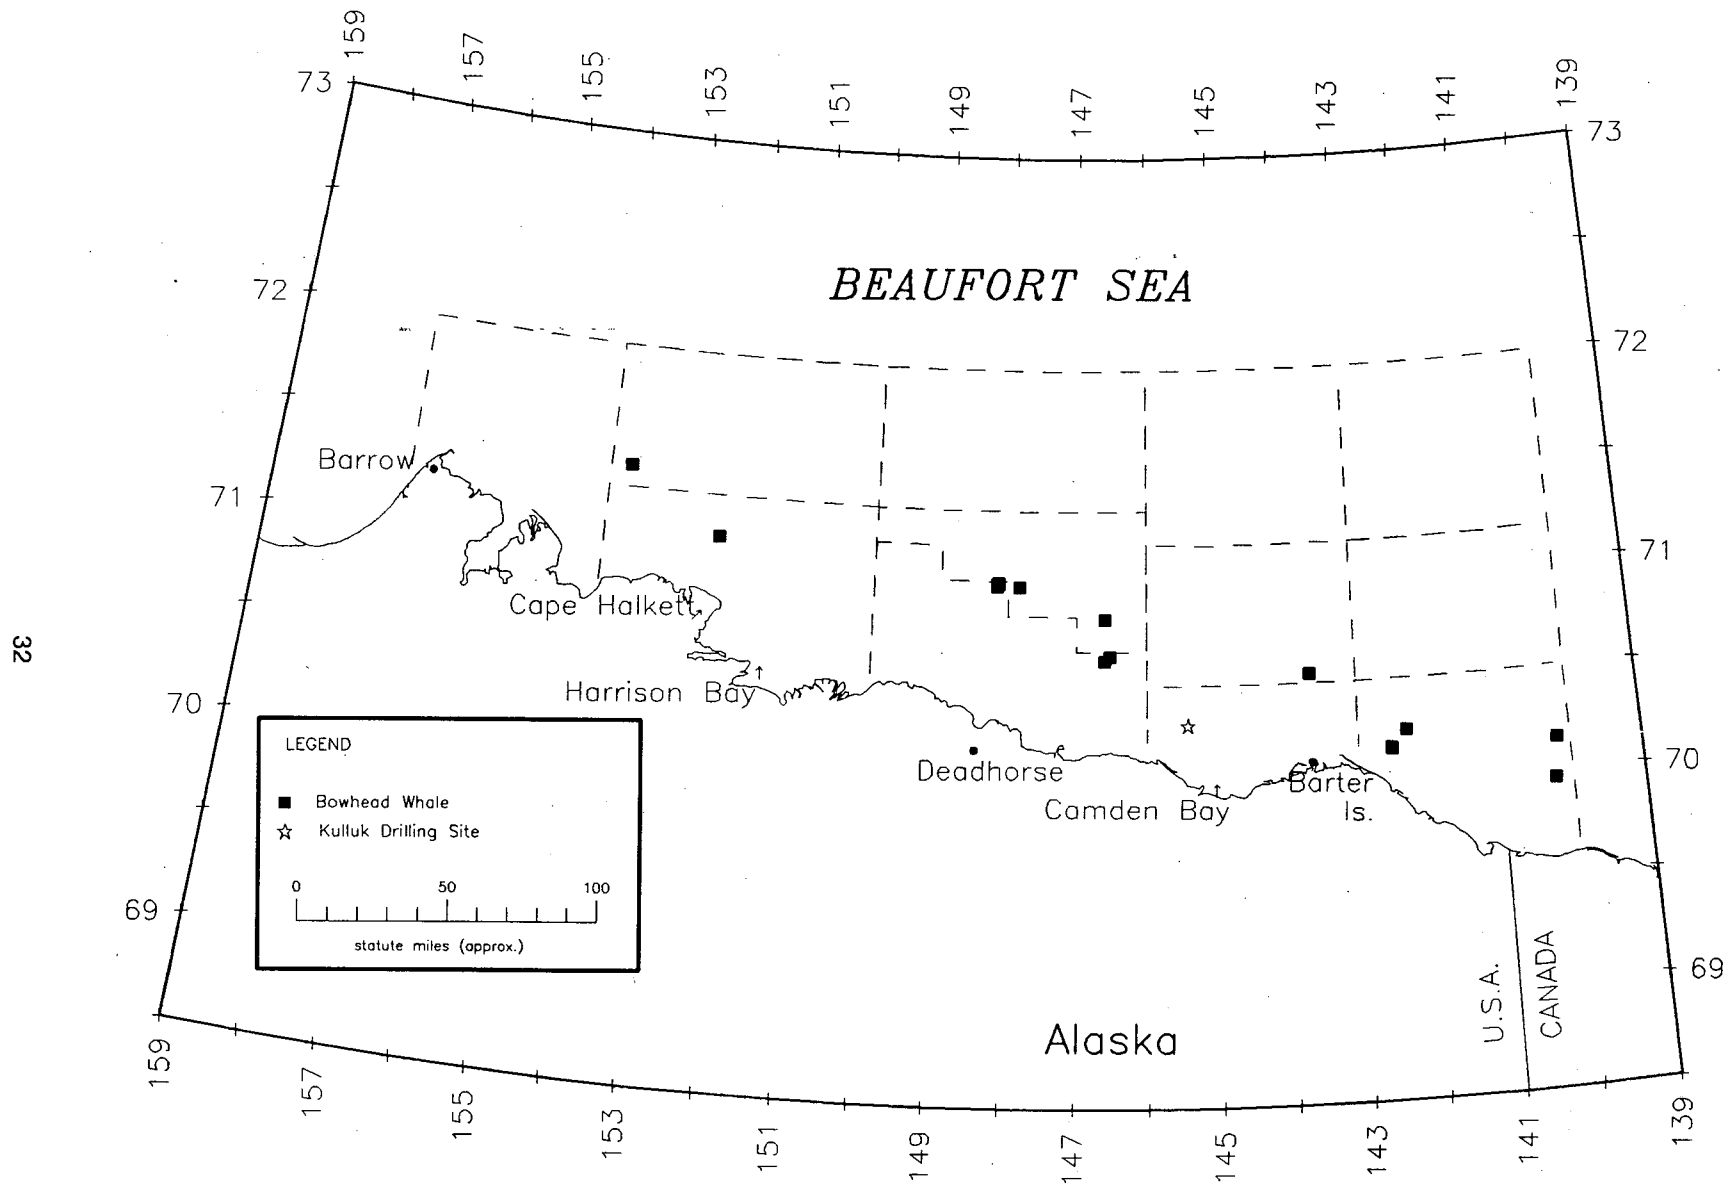 159
157
155
153
151
149
147
145
143
141
139
73
73
BEAUFORT SEA
72
72
Barrow
71
71
Cape Halkett
32
Harrison Bay
70
70
Deadhorse
Camden Bay
Barter
Is.
LEGEND
Bowhead Whale
Kulluk Drilling Site
0 50 100
statute miles (approx.)
69
69
U.S.A.
CANADA
Alaska
159
157
155
153
151
149
147
145
143
141
139